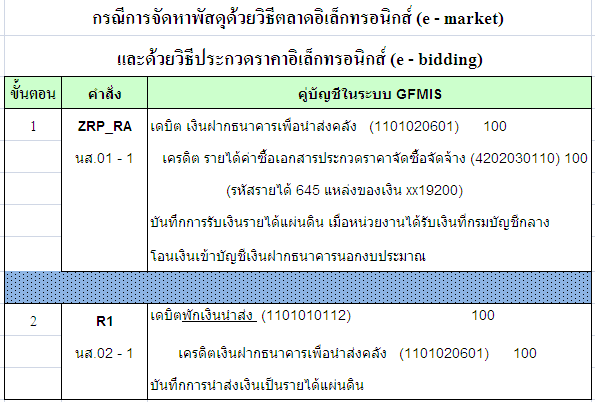 กรณีการจัดหาพัสดุด้วยวิธีตลาดอิเล็กทรอนิกส์ (e - market)
และด้วยวิธีประกวดราคาอิเล็กทรอนิกส์ (e - bidding)
ขั้นตอน คำสั่ง คู่บัญชีในระบบ GFMIS
1 ZRP_RA เดบิต เงินฝากธนาคารเพื่อนำส่งคลัง (1101020601) 100
นส.01 - 1 เครดิต รายได้ค่าซื้อเอกสารประกวดราคาจัดซื้อจัดจ้าง (4202030110) 100
(รหัสรายได้ 645 แหล่งของเงิน xx19200)
บันทึกการรับเงินรายได้แผ่นดิน เมื่อหน่วยงานได้รับเงินที่กรมบัญชีกลาง
โอนเงินเข้าบัญชีเงินฝากธนาคารนอกงบประมาณ
2 R1 เดบิตพักเงินนำส่ง (1101010112) 100
นส.02 - 1 เครดิตเงินฝากธนาคารเพื่อนำส่งคลัง (1101020601) 100
บันทึกการนำส่งเงินเป็นรายได้แผ่นดิน